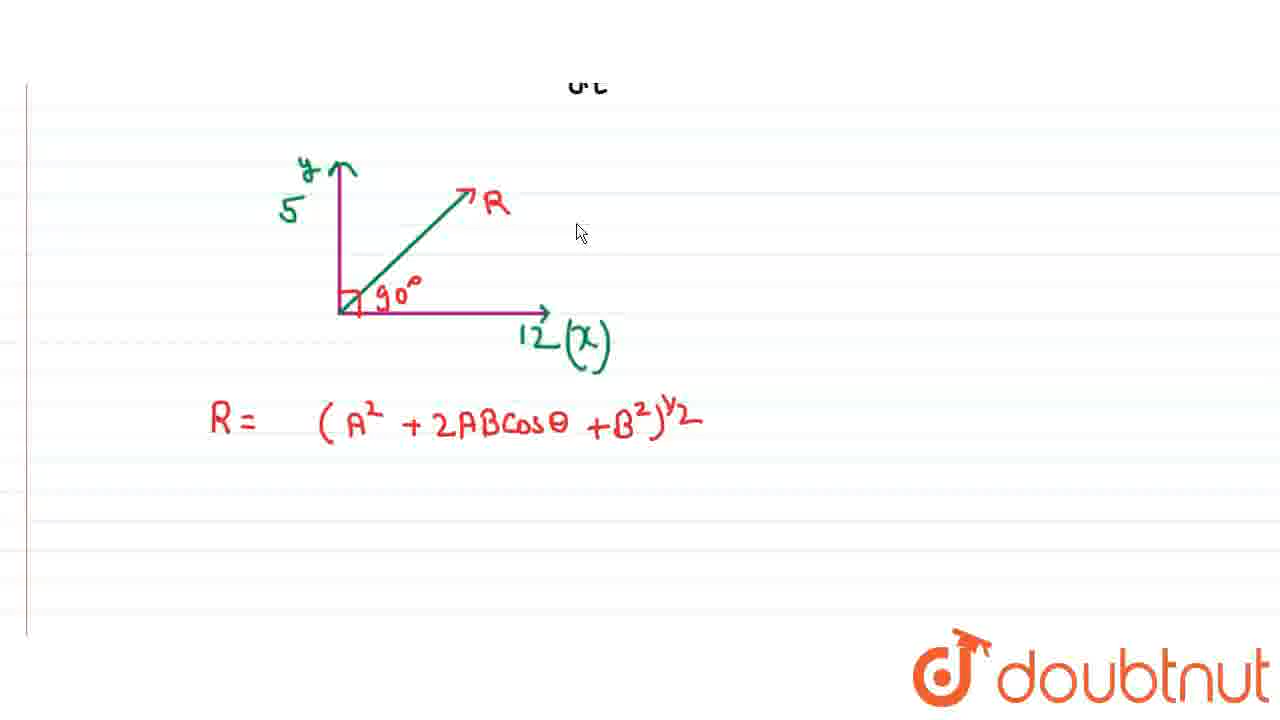 y
5
R
90°
12 (x)
R = (A² + 2ABcosθ + B²)^1/2
doubtnut